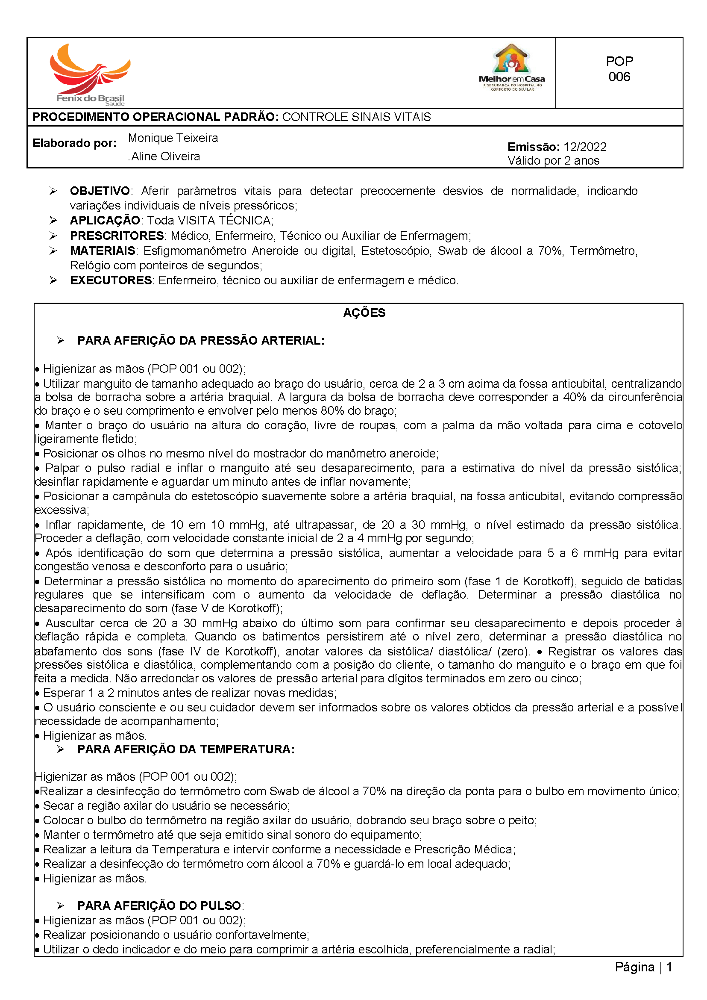 Fenix do Brasil
Saúde
Melhor em Casa
A SEGURANÇA DO HOSPITAL NO
CONFORTO DO SEU LAR
POP
006
PROCEDIMENTO OPERACIONAL PADRÃO: CONTROLE SINAIS VITAIS
Elaborado por:
Monique Teixeira
.Aline Oliveira
Emissão: 12/2022
Válido por 2 anos
➢ OBJETIVO: Aferir parâmetros vitais para detectar precocemente desvios de normalidade, indicando
variações individuais de níveis pressóricos;
➢ APLICAÇÃO: Toda VISITA TÉCNICA;
➢ PRESCRITORES: Médico, Enfermeiro, Técnico ou Auxiliar de Enfermagem;
➢ MATERIAIS: Esfigmomanômetro Aneroide ou digital, Estetoscópio, Swab de álcool a 70%, Termômetro,
Relógio com ponteiros de segundos;
➢ EXECUTORES: Enfermeiro, técnico ou auxiliar de enfermagem e médico.
AÇÕES
➢ PARA AFERIÇÃO DA PRESSÃO ARTERIAL:
• Higienizar as mãos (POP 001 ou 002);
• Utilizar manguito de tamanho adequado ao braço do usuário, cerca de 2 a 3 cm acima da fossa anticubital, centralizando
a bolsa de borracha sobre a artéria braquial. A largura da bolsa de borracha deve corresponder a 40% da circunferência
do braço e o seu comprimento e envolver pelo menos 80% do braço;
• Manter o braço do usuário na altura do coração, livre de roupas, com a palma da mão voltada para cima e cotovelo
ligeiramente fletido;
• Posicionar os olhos no mesmo nível do mostrador do manômetro aneroide;
• Palpar o pulso radial e inflar o manguito até seu desaparecimento, para a estimativa do nível da pressão sistólica;
desinflar rapidamente e aguardar um minuto antes de inflar novamente;
• Posicionar a campânula do estetoscópio suavemente sobre a artéria braquial, na fossa anticubital, evitando compressão
excessiva;
• Inflar rapidamente, de 10 em 10 mmHg, até ultrapassar, de 20 a 30 mmHg, o nível estimado da pressão sistólica.
Proceder a deflação, com velocidade constante inicial de 2 a 4 mmHg por segundo;
• Após identificação do som que determina a pressão sistólica, aumentar a velocidade para 5 a 6 mmHg para evitar
congestão venosa e desconforto para o usuário;
• Determinar a pressão sistólica no momento do aparecimento do primeiro som (fase 1 de Korotkoff), seguido de batidas
regulares que se intensificam com o aumento da velocidade de deflação. Determinar a pressão diastólica no
desaparecimento do som (fase V de Korotkoff);
• Auscultar cerca de 20 a 30 mmHg abaixo do último som para confirmar seu desaparecimento e depois proceder à
deflação rápida e completa. Quando os batimentos persistirem até o nível zero, determinar a pressão diastólica no
abafamento dos sons (fase IV de Korotkoff), anotar valores da sistólica/ diastólica/ (zero). • Registrar os valores das
pressões sistólica e diastólica, complementando com a posição do cliente, o tamanho do manguito e o braço em que foi
feita a medida. Não arredondar os valores de pressão arterial para dígitos terminados em zero ou cinco;
• Esperar 1 a 2 minutos antes de realizar novas medidas;
• O usuário consciente e ou seu cuidador devem ser informados sobre os valores obtidos da pressão arterial e a possível
necessidade de acompanhamento;
• Higienizar as mãos.
➢ PARA AFERIÇÃO DA TEMPERATURA:
Higienizar as mãos (POP 001 ou 002);
•Realizar a desinfecção do termômetro com Swab de álcool a 70% na direção da ponta para o bulbo em movimento único;
• Secar a região axilar do usuário se necessário;
• Colocar o bulbo do termômetro na região axilar do usuário, dobrando seu braço sobre o peito;
• Manter o termômetro até que seja emitido sinal sonoro do equipamento;
• Realizar a leitura da Temperatura e intervir conforme a necessidade e Prescrição Médica;
• Realizar a desinfecção do termômetro com álcool a 70% e guardá-lo em local adequado;
• Higienizar as mãos.
➢ PARA AFERIÇÃO DO PULSO:
• Higienizar as mãos (POP 001 ou 002);
• Realizar posicionando o usuário confortavelmente;
• Utilizar o dedo indicador e do meio para comprimir a artéria escolhida, preferencialmente a radial;
Página | 1